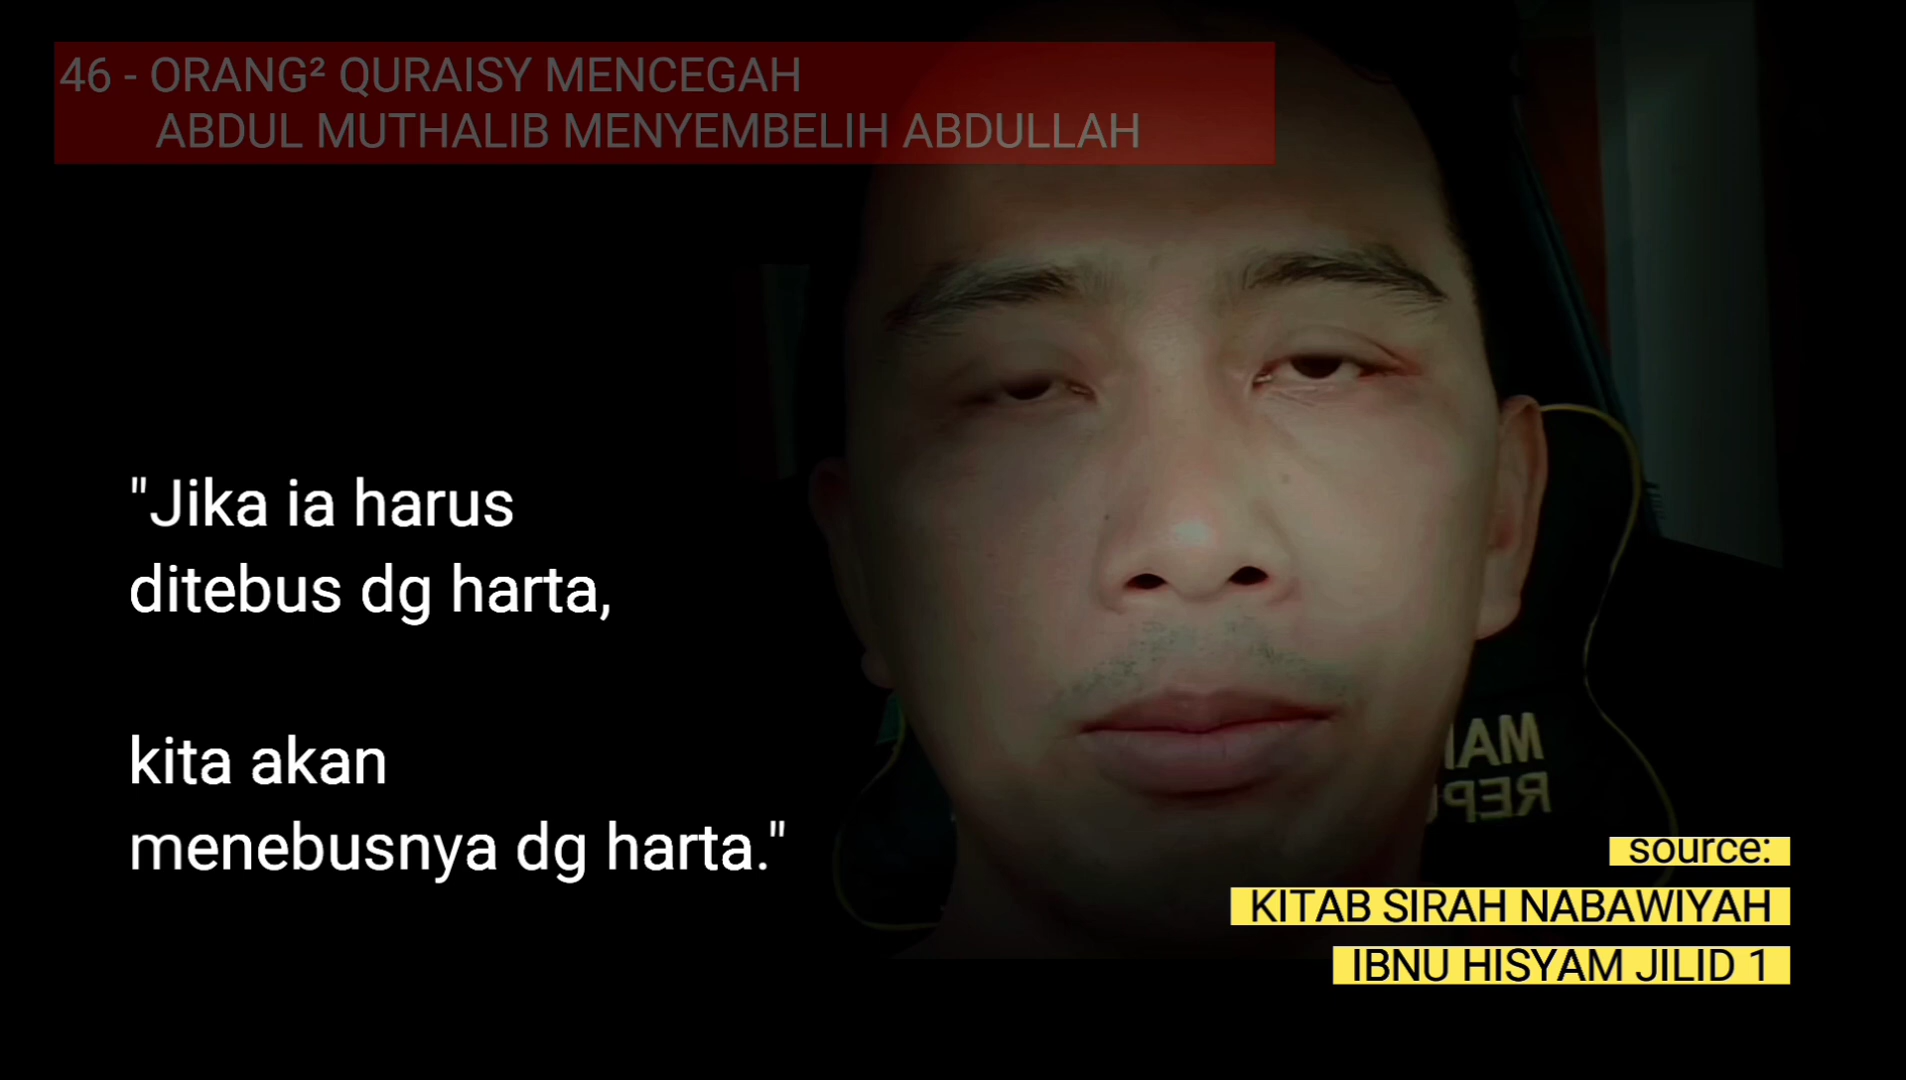 46 - ORANG² QURAISY MENCEGAH
ABDUL MUTHALIB MENYEMBELIH ABDULLAH
"Jika ia harus
ditebus dg harta,
kita akan
menebusnya dg harta."
source:
KITAB SIRAH NABAWIYAH
IBNU HISYAM JILID 1